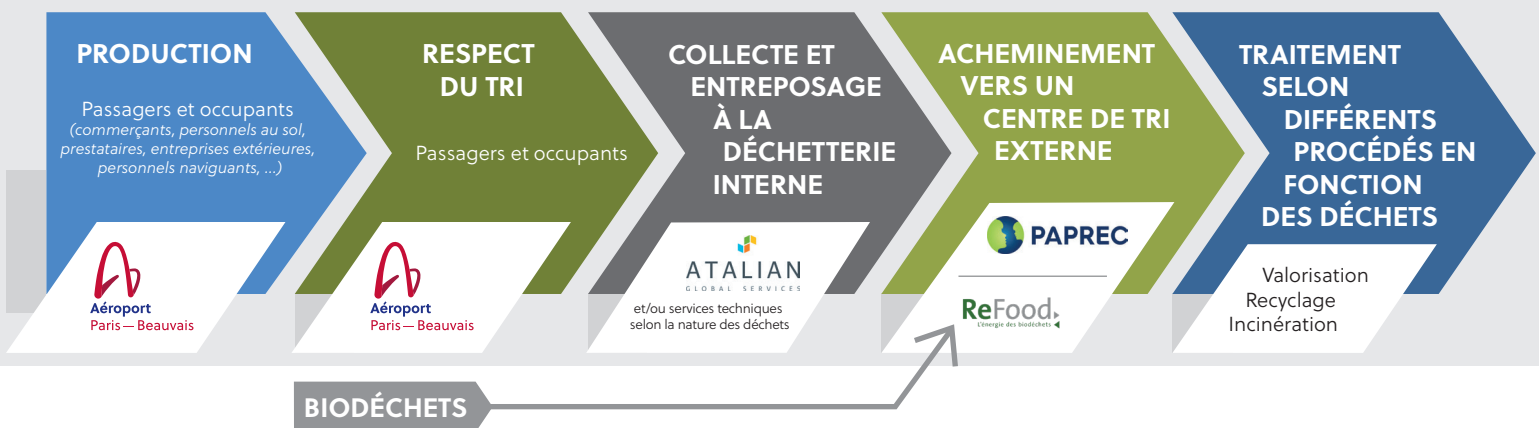 PRODUCTION
Passagers et occupants
(commerçants, personnels au sol,
prestataires, entreprises extérieures,
personnels naviguants, ...)
Aéroport
Paris—Beauvais
RESPECT
DU TRI
Passagers et occupants
Aéroport
Paris—Beauvais
COLLECTE ET
ENTREPOSAGE
À LA
DÉCHETTERIE
INTERNE
ATALIAN
GLOBAL SERVICES
et/ou services techniques
selon la nature des déchets
ACHEMINEMENT
VERS UN
CENTRE DE TRI
EXTERNE
PAPREC
ReFood
L'énergie des biodéchets
TRAITEMENT
SELON
DIFFÉRENTS
PROCÉDÉS EN
FONCTION
DES DÉCHETS
Valorisation
Recyclage
Incinération
BIODÉCHETS